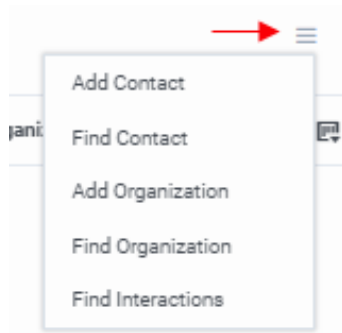 Add Contact
Find Contact
Add Organization
Find Organization
Find Interactions